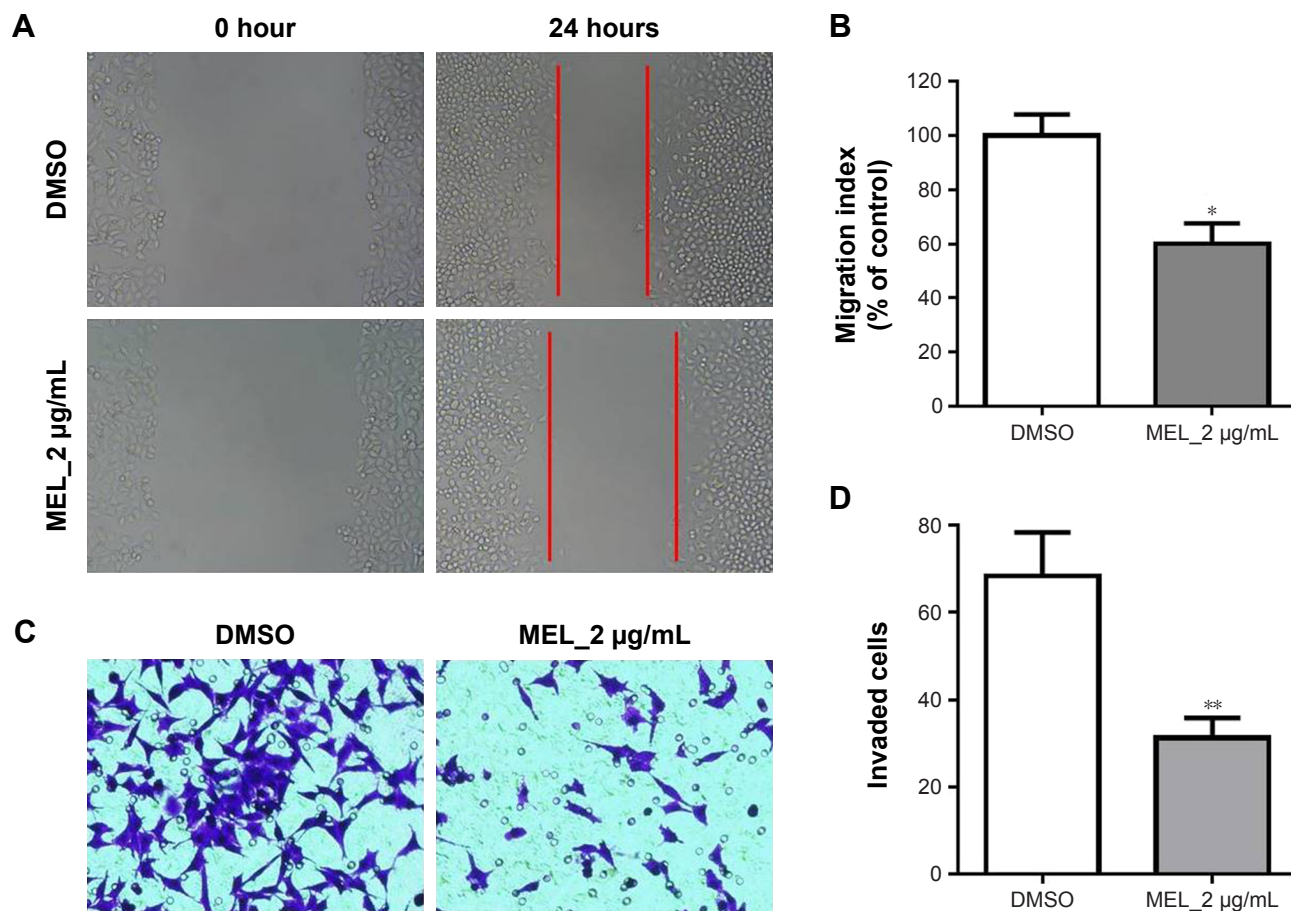 A
0 hour
24 hours
DMSO
MEL_2 µg/mL
B
Migration index
(% of control)
120
100
80
60
40
20
0
*
DMSO
MEL_2 µg/mL
C
DMSO
MEL_2 µg/mL
D
Invaded cells
80
60
40
20
0
**
DMSO
MEL_2 µg/mL